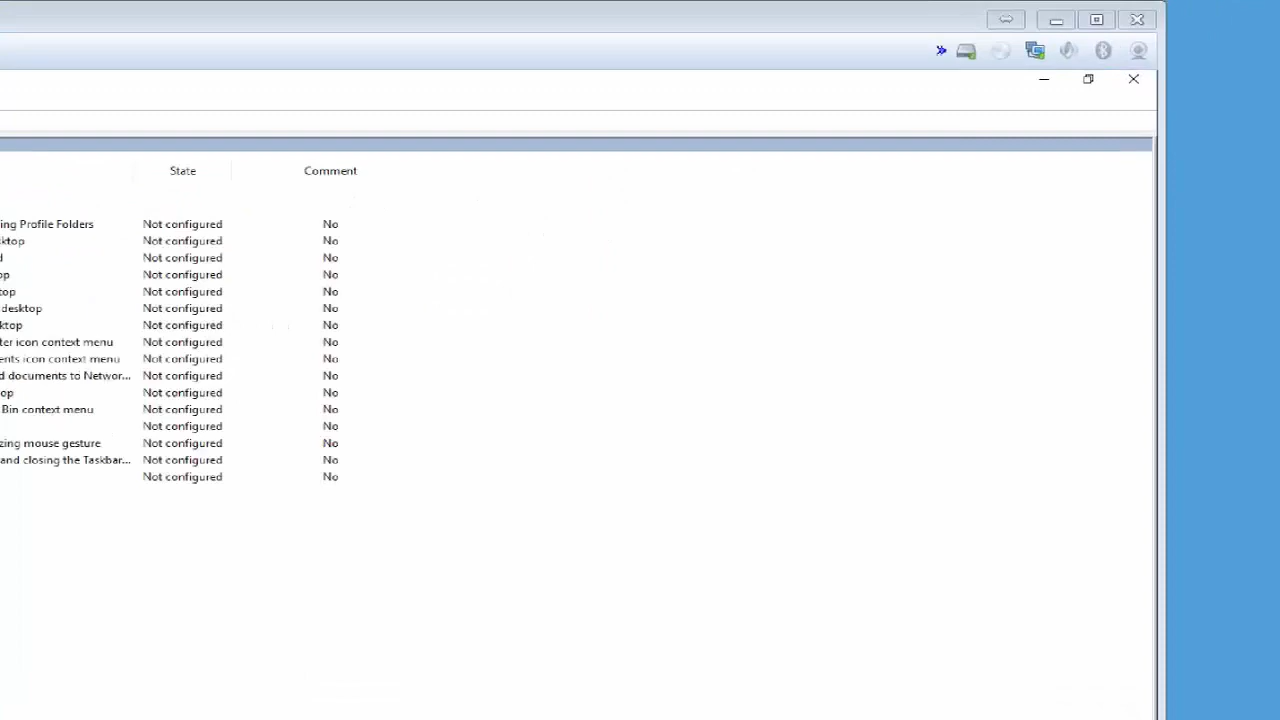 State Comment
ing Profile Folders Not configured No
sktop Not configured No
d Not configured No
op Not configured No
top Not configured No
desktop Not configured No
ktop Not configured No
ter icon context menu Not configured No
ents icon context menu Not configured No
d documents to Networ... Not configured No
op Not configured No
Bin context menu Not configured No
Not configured No
zing mouse gesture Not configured No
and closing the Taskbar... Not configured No
Not configured No